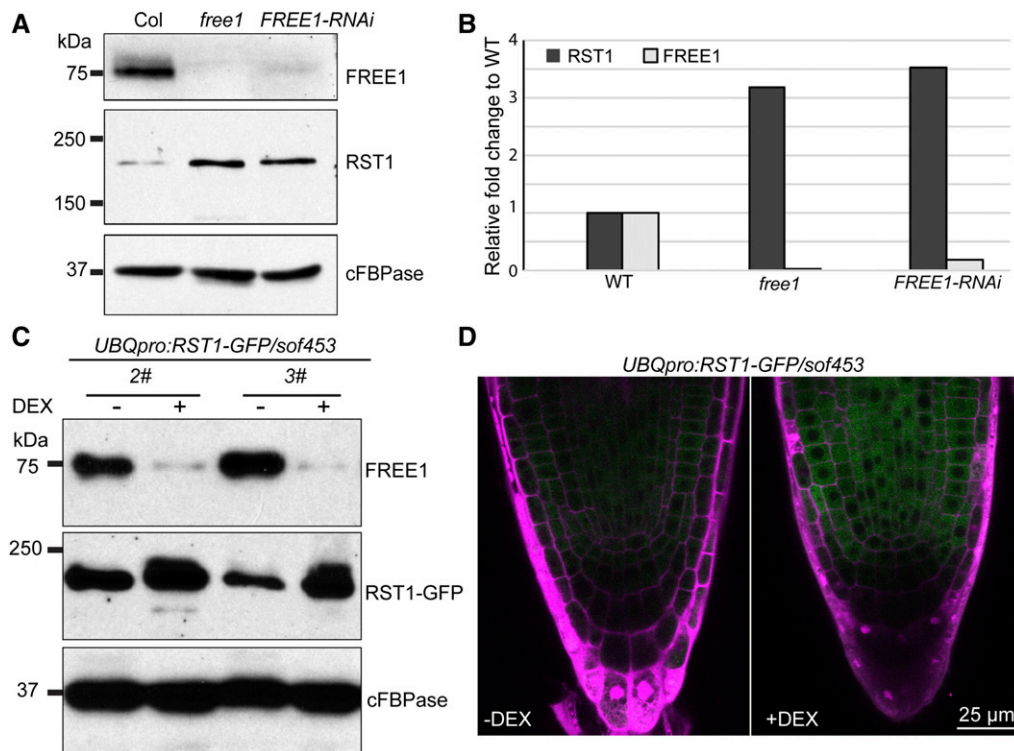 A
Col free1 FREE1-RNAi
kDa
75
FREE1
250
RST1
150
37
cFBPase
B
Relative fold change to WT
4
3
2
1
0
RST1 FREE1
WT free1 FREE1-RNAi
C
UBQpro:RST1-GFP/sof453
2# 3#
DEX - + - +
kDa
75
FREE1
250
RST1-GFP
37
cFBPase
D
UBQpro:RST1-GFP/sof453
-DEX +DEX
25 µm